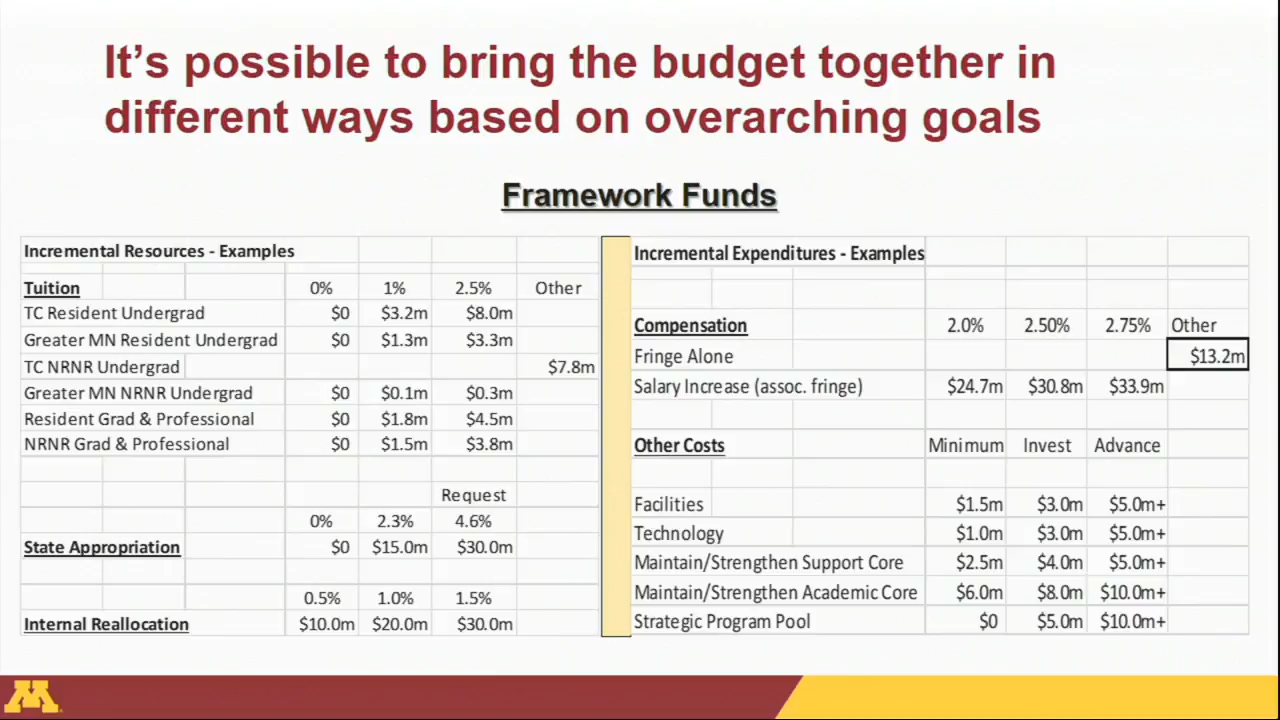 It's possible to bring the budget together in
different ways based on overarching goals
Framework Funds
Incremental Resources - Examples
Tuition 0% 1% 2.5% Other
TC Resident Undergrad $0 $3.2m $8.0m
Greater MN Resident Undergrad $0 $1.3m $3.3m
TC NRNR Undergrad $7.8m
Greater MN NRNR Undergrad $0 $0.1m $0.3m
Resident Grad & Professional $0 $1.8m $4.5m
NRNR Grad & Professional $0 $1.5m $3.8m
Request
0% 2.3% 4.6%
State Appropriation $0 $15.0m $30.0m
0.5% 1.0% 1.5%
Internal Reallocation $10.0m $20.0m $30.0m
Incremental Expenditures - Examples
Compensation 2.0% 2.50% 2.75% Other
Fringe Alone $13.2m
Salary Increase (assoc. fringe) $24.7m $30.8m $33.9m
Other Costs Minimum Invest Advance
Facilities $1.5m $3.0m $5.0m+
Technology $1.0m $3.0m $5.0m+
Maintain/Strengthen Support Core $2.5m $4.0m $5.0m+
Maintain/Strengthen Academic Core $6.0m $8.0m $10.0m+
Strategic Program Pool $0 $5.0m $10.0m+
M